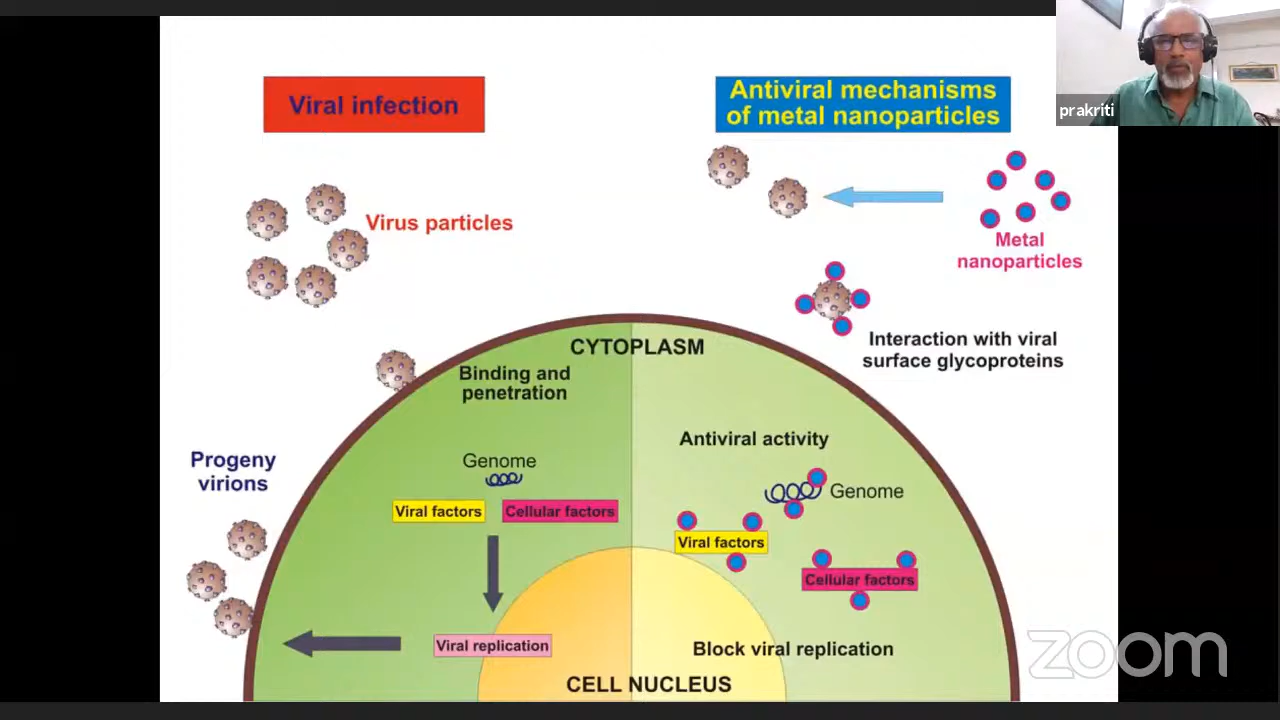 Viral infection
Antiviral mechanisms
of metal nanoparticles
prakriti
Virus particles
Metal
nanoparticles
Interaction with viral
surface glycoproteins
CYTOPLASM
Binding and
penetration
Antiviral activity
Progeny
virions
Genome
Genome
Viral factors
Cellular factors
Viral factors
Cellular factors
Viral replication
Block viral replication
CELL NUCLEUS
zoom